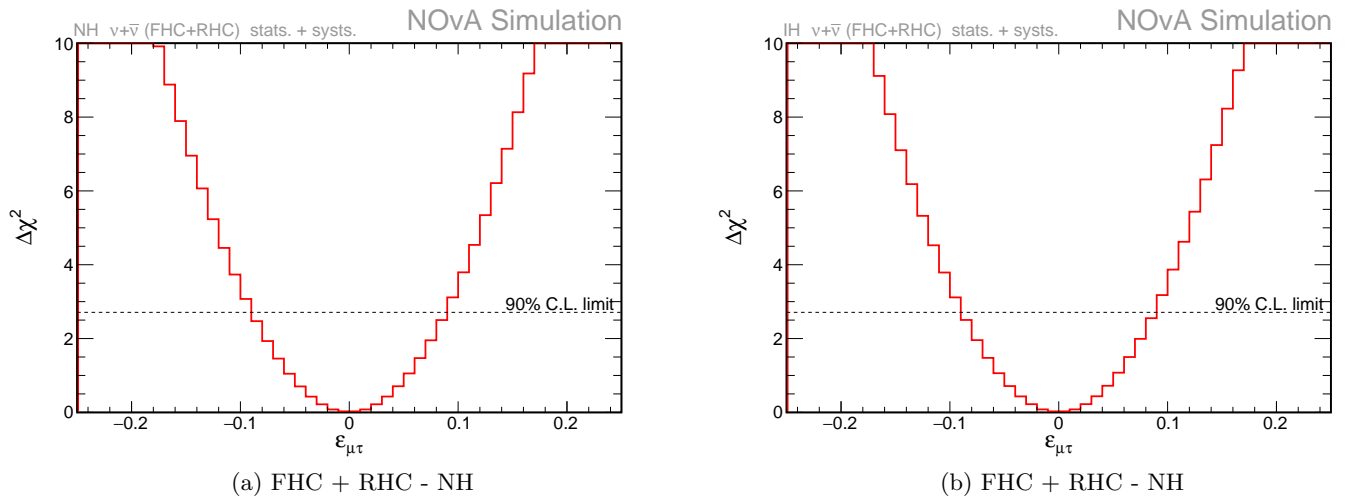 NOvA Simulation
NH ν+ν̅ (FHC+RHC) stats. + systs.
10
8
6
4
2
0
Δχ²
90% C.L. limit
−0.2 −0.1 0 0.1 0.2
ε_μτ
(a) FHC + RHC - NH
NOvA Simulation
IH ν+ν̅ (FHC+RHC) stats. + systs.
10
8
6
4
2
0
Δχ²
90% C.L. limit
−0.2 −0.1 0 0.1 0.2
ε_μτ
(b) FHC + RHC - NH